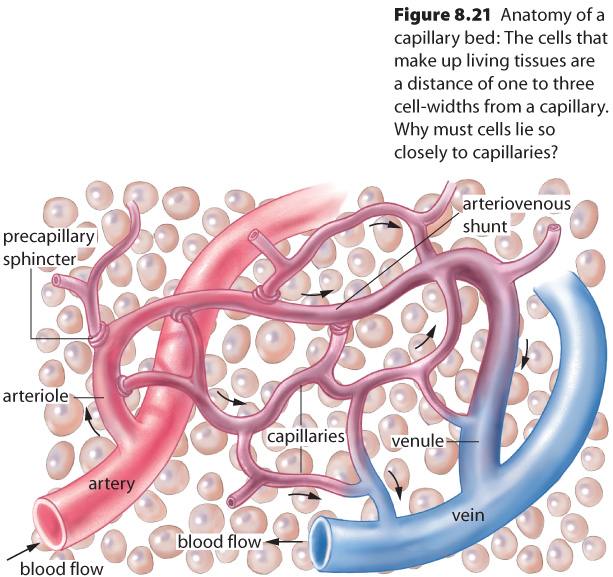 Figure 8.21 Anatomy of a
capillary bed: The cells that
make up living tissues are
a distance of one to three
cell-widths from a capillary.
Why must cells lie so
closely to capillaries?
arteriovenous
shunt
precapillary
sphincter
arteriole
capillaries
venule
artery
vein
blood flow
blood flow